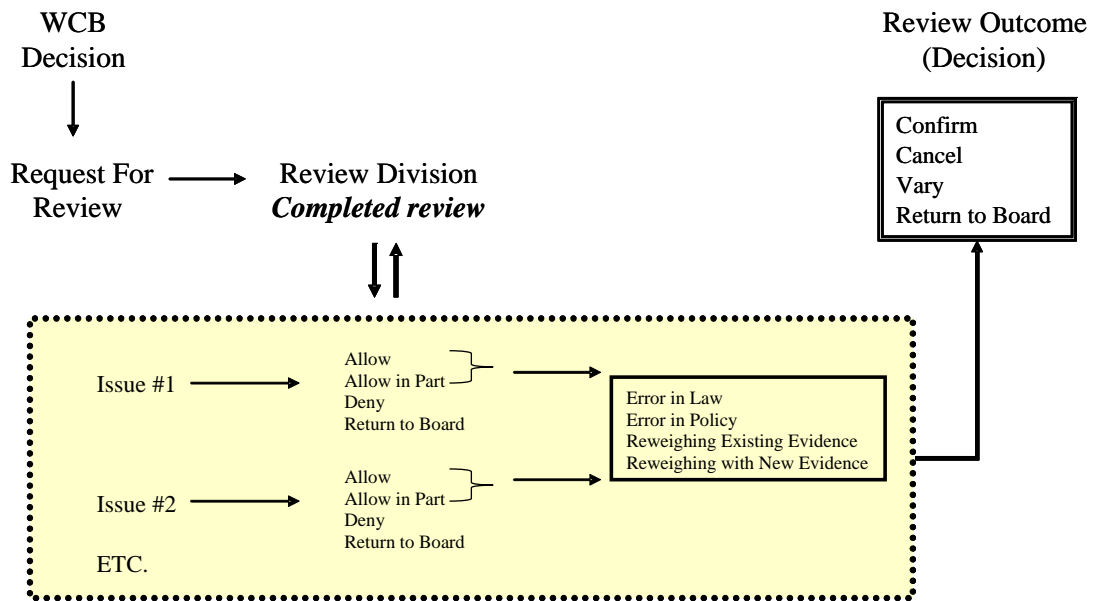 WCB
Decision
Request For
Review
Review Division
Completed review
Review Outcome
(Decision)
Confirm
Cancel
Vary
Return to Board
Issue #1
Allow
Allow in Part
Deny
Return to Board
Error in Law
Error in Policy
Reweighing Existing Evidence
Reweighing with New Evidence
Issue #2
Allow
Allow in Part
Deny
Return to Board
ETC.